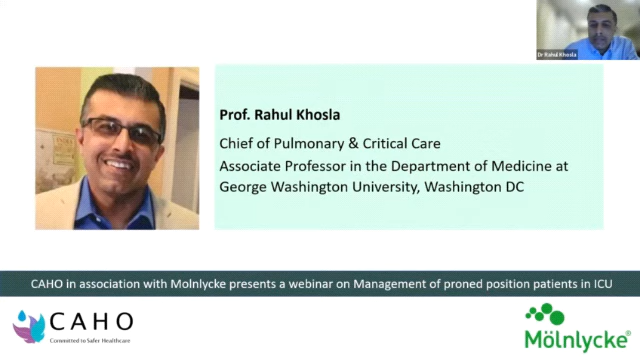 Dr Rahul Khosla
Prof. Rahul Khosla
Chief of Pulmonary & Critical Care
Associate Professor in the Department of Medicine at
George Washington University, Washington DC
CAHO in association with Molnlycke presents a webinar on Management of proned position patients in ICU
CAHO
Committed to Safer Healthcare
Mölnlycke®